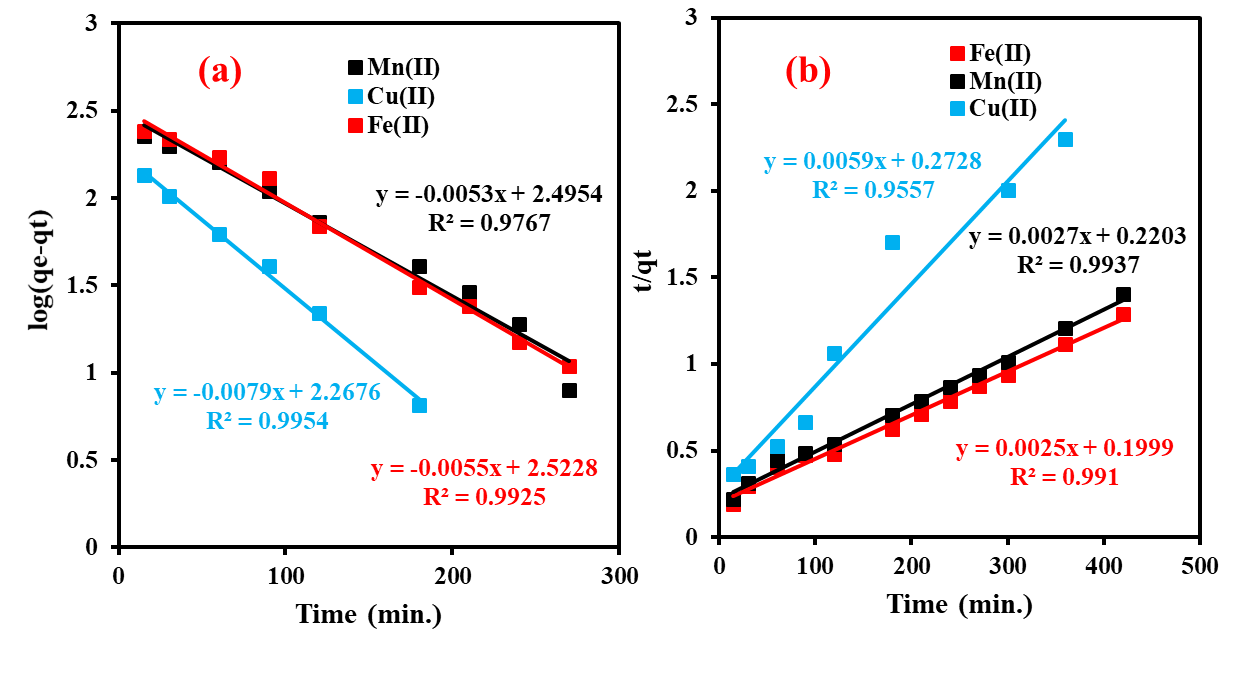 (a)
Mn(II)
Cu(II)
Fe(II)
y = -0.0053x + 2.4954
R² = 0.9767
y = -0.0079x + 2.2676
R² = 0.9954
y = -0.0055x + 2.5228
R² = 0.9925
log(qe-qt)
3
2.5
2
1.5
1
0.5
0
0 100 200 300
Time (min.)
(b)
Fe(II)
Mn(II)
Cu(II)
y = 0.0059x + 0.2728
R² = 0.9557
y = 0.0027x + 0.2203
R² = 0.9937
y = 0.0025x + 0.1999
R² = 0.991
t/qt
3
2.5
2
1.5
1
0.5
0
0 100 200 300 400 500
Time (min.)